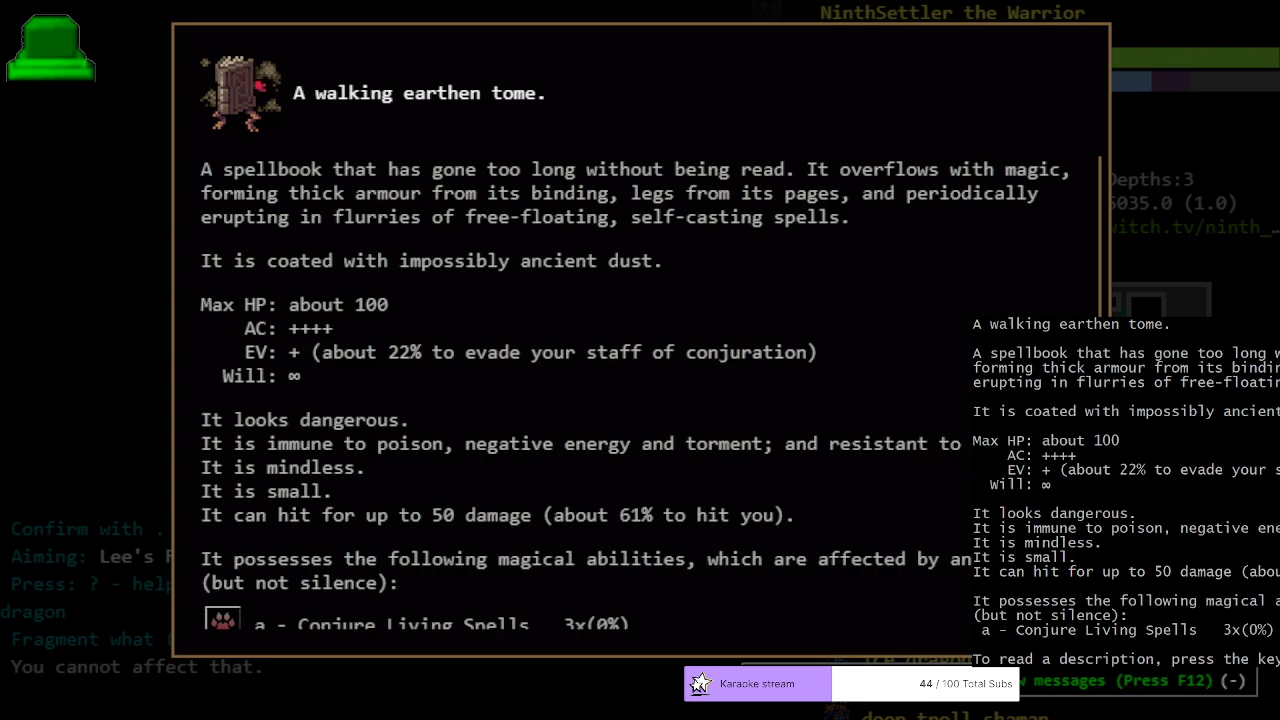 NinthSettler the Warrior
A walking earthen tome.
A spellbook that has gone too long without being read. It overflows with magic,
forming thick armour from its binding, legs from its pages, and periodically
erupting in flurries of free-floating, self-casting spells.
It is coated with impossibly ancient dust.
Max HP: about 100
AC: ++++
EV: + (about 22% to evade your staff of conjuration)
Will: ∞
It looks dangerous.
It is immune to poison, negative energy and torment; and resistant to
It is mindless.
It is small.
It can hit for up to 50 damage (about 61% to hit you).
It possesses the following magical abilities, which are affected by an
(but not silence):
a - Conjure Living Spells 3x(0%)
Depths:3
5035.0 (1.0)
witch.tv/ninth_…
A walking earthen tome.
A spellbook that has gone too long w
forming thick armour from its bindin
erupting in flurries of free-floatin
It is coated with impossibly ancient
Max HP: about 100
AC: ++++
EV: + (about 22% to evade your s
Will: ∞
It looks dangerous.
It is immune to poison, negative ene
It is mindless.
It is small.
It can hit for up to 50 damage (abou
It possesses the following magical a
(but not silence):
a - Conjure Living Spells 3x(0%)
To read a description, press the key
Confirm with .
Aiming: Lee's R
Press: ? - help
dragon
Fragment what (
You cannot affect that.
ice dragon
w messages (Press F12) (-)
Karaoke stream
44 / 100 Total Subs
deep troll shaman